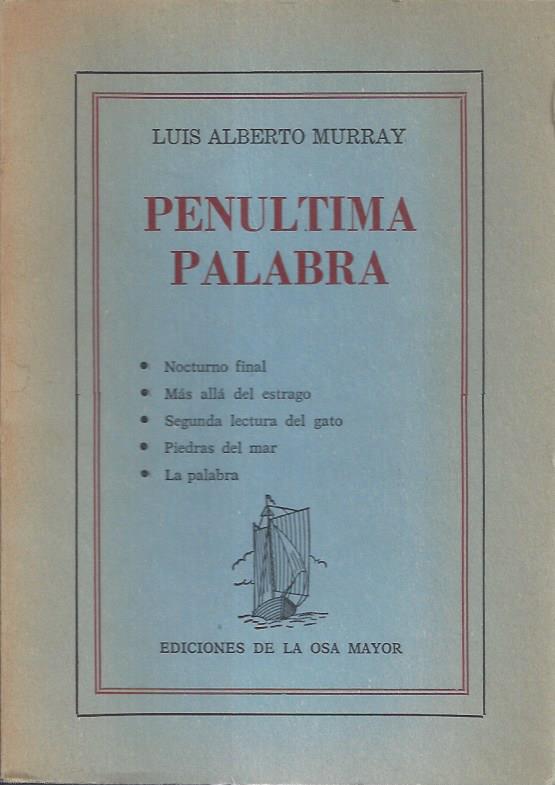 LUIS ALBERTO MURRAY
PENULTIMA
PALABRA
• Nocturno final
• Más allá del estrago
• Segunda lectura del gato
• Piedras del mar
• La palabra
EDICIONES DE LA OSA MAYOR